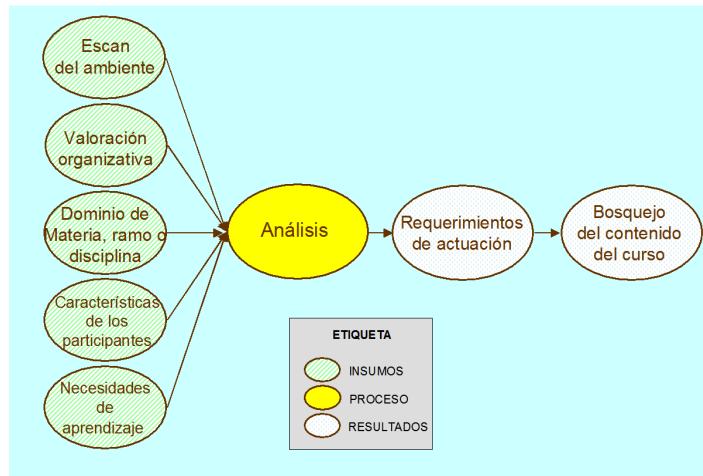 Escan
del ambiente
Valoración
organizativa
Dominio de
Materia, ramo o
disciplina
Características
de los
participantes
Necesidades
de
aprendizaje
Análisis
Requerimientos
de actuación
Bosquejo
del contenido
del curso
ETIQUETA
INSUMOS
PROCESO
RESULTADOS